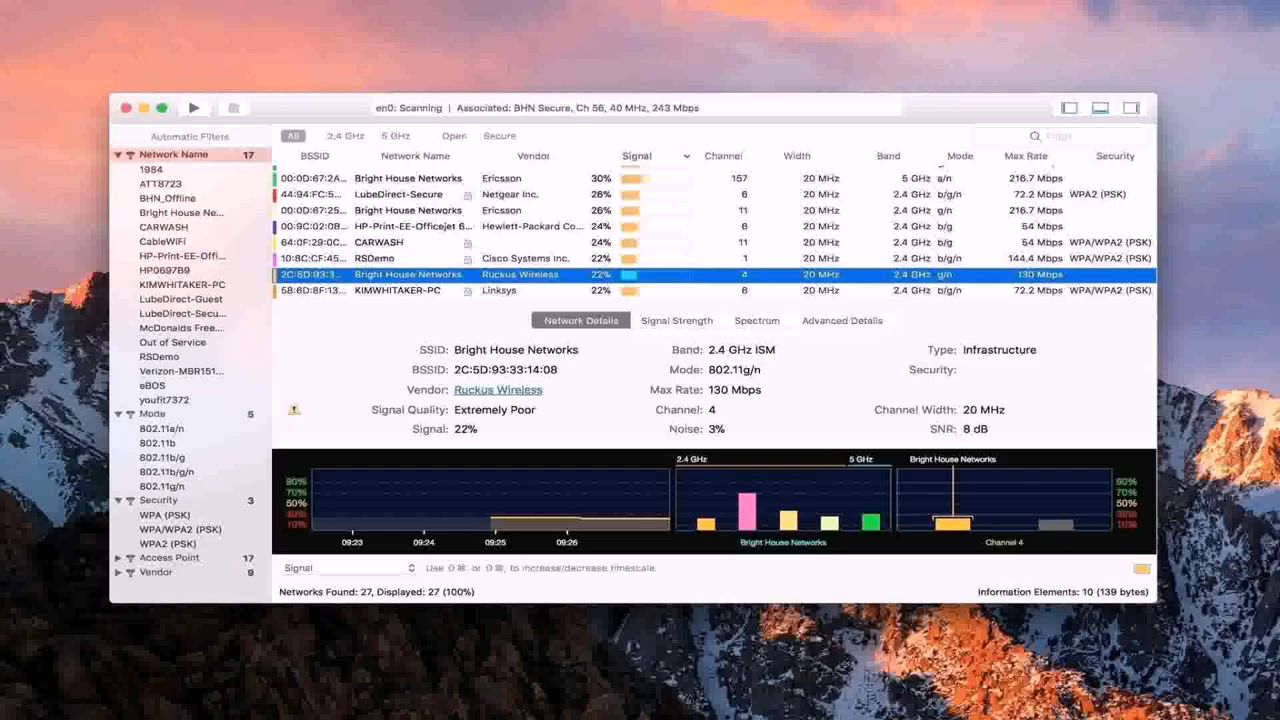 en0: Scanning | Associated: BHN Secure, Ch 56, 40 MHz, 243 Mbps
Automatic Filters
All 2.4 GHz 5 GHz Open Secure
Network Name 17
1984
ATT8723
BHN_Offline
Bright House Ne...
CARWASH
CableWiFi
HP-Print-EE-Offi...
HP0697B9
KIMWHITAKER-PC
LubeDirect-Guest
LubeDirect-Secu...
McDonalds Free....
Out of Service
RSDemo
Verizon-MBR151...
eBOS
youfit7372
Mode 5
802.11a/n
802.11b
802.11b/g
802.11b/g/n
802.11g/n
Security 3
WPA (PSK)
WPA/WPA2 (PSK)
WPA2 (PSK)
Access Point 17
Vendor 9
BSSID Network Name Vendor Signal Channel Width Band Mode Max Rate Security
00:0D:67:2A... Bright House Networks Ericsson 30% 157 20 MHz 5 GHz a/n 216.7 Mbps
44:94:FC:5... LubeDirect-Secure Netgear Inc. 26% 6 20 MHz 2.4 GHz b/g/n 72.2 Mbps WPA2 (PSK)
00:0D:67:25... Bright House Networks Ericsson 26% 11 20 MHz 2.4 GHz g/n 216.7 Mbps
00:9C:02:0B... HP-Print-EE-Officejet 6... Hewlett-Packard Co... 24% 6 20 MHz 2.4 GHz b/g 54 Mbps
64:0F:29:0C... CARWASH 24% 11 20 MHz 2.4 GHz b/g 54 Mbps WPA/WPA2 (PSK)
10:8C:CF:45... RSDemo Cisco Systems Inc. 22% 1 20 MHz 2.4 GHz b/g/n 144.4 Mbps WPA/WPA2 (PSK)
2C:5D:93:3... Bright House Networks Ruckus Wireless 22% 4 20 MHz 2.4 GHz g/n 130 Mbps
58:6D:8F:13... KIMWHITAKER-PC Linksys 22% 6 20 MHz 2.4 GHz b/g/n 72.2 Mbps WPA/WPA2 (PSK)
Network Details Signal Strength Spectrum Advanced Details
SSID: Bright House Networks Band: 2.4 GHz ISM Type: Infrastructure
BSSID: 2C:5D:93:33:14:08 Mode: 802.11g/n Security:
Vendor: Ruckus Wireless Max Rate: 130 Mbps
Signal Quality: Extremely Poor Channel: 4 Channel Width: 20 MHz
Signal: 22% Noise: 3% SNR: 8 dB
2.4 GHz 5 GHz Bright House Networks
90% 90%
70% 70%
50% 50%
30% 30%
10% 10%
09:23 09:24 09:25 09:26 Bright House Networks Channel 4
Signal
to increase/decrease timescale.
Networks Found: 27, Displayed: 27 (100%) Information Elements: 10 (139 bytes)